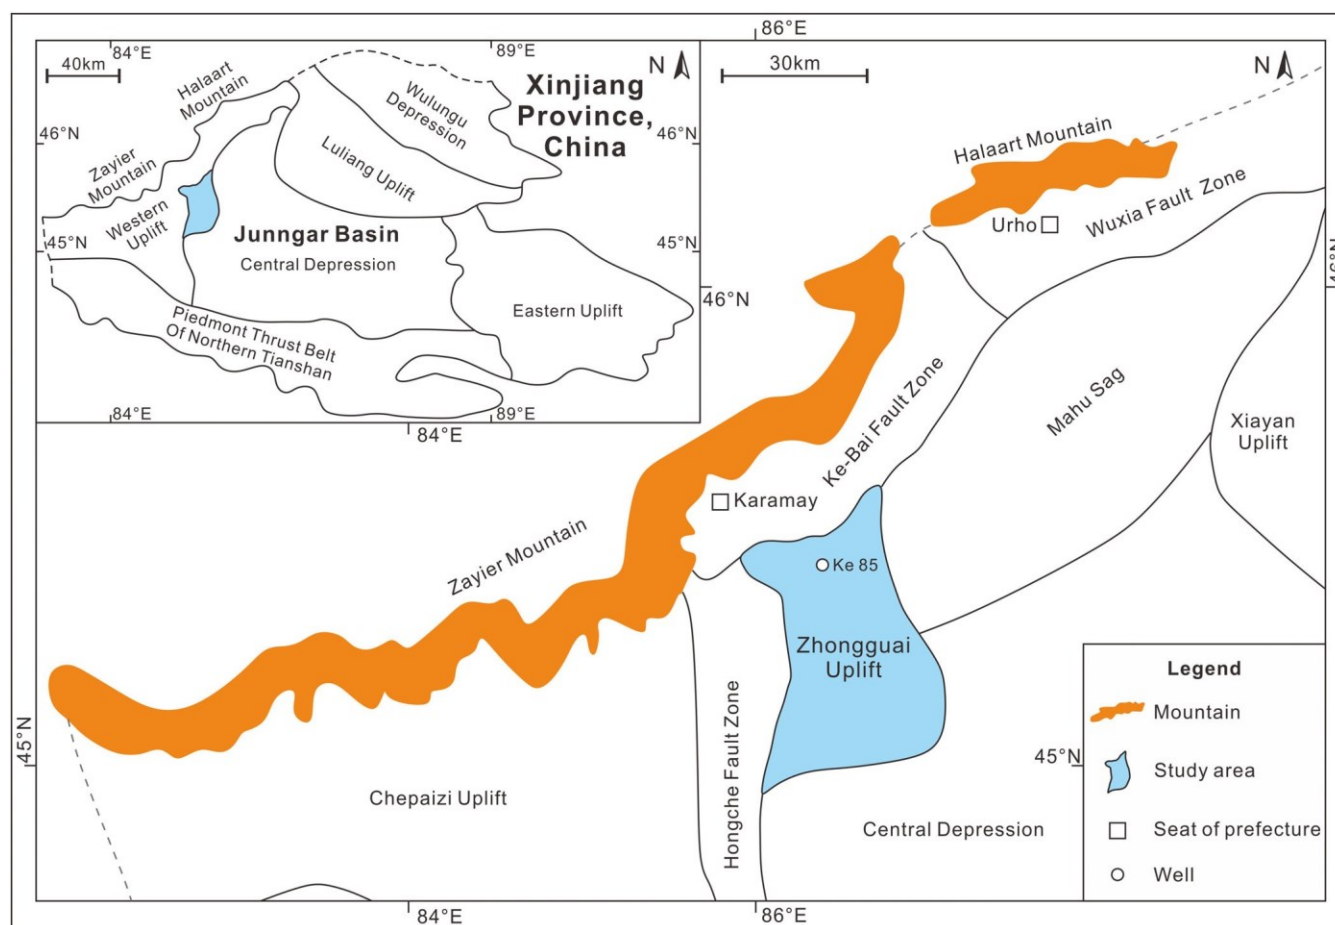 86°E
84°E
89°E
40km
N
Xinjiang
Province,
China
Halaart
Mountain
Wulungu
Depression
46°N
46°N
Zayier
Mountain
Luliang Uplift
Western
Uplift
45°N
45°N
Junngar Basin
Central Depression
Eastern Uplift
Piedmont Thrust Belt
Of Northern Tianshan
84°E
89°E
30km
N
Halaart Mountain
Wuxia Fault Zone
Urho
46°N
46°N
84°E
Ke-Bai Fault Zone
Mahu Sag
Xiayan
Uplift
Karamay
Zayier Mountain
Ke 85
Zhongguai
Uplift
Hongche Fault Zone
45°N
45°N
Chepaizi Uplift
Central Depression
Legend
Mountain
Study area
Seat of prefecture
Well
84°E
86°E